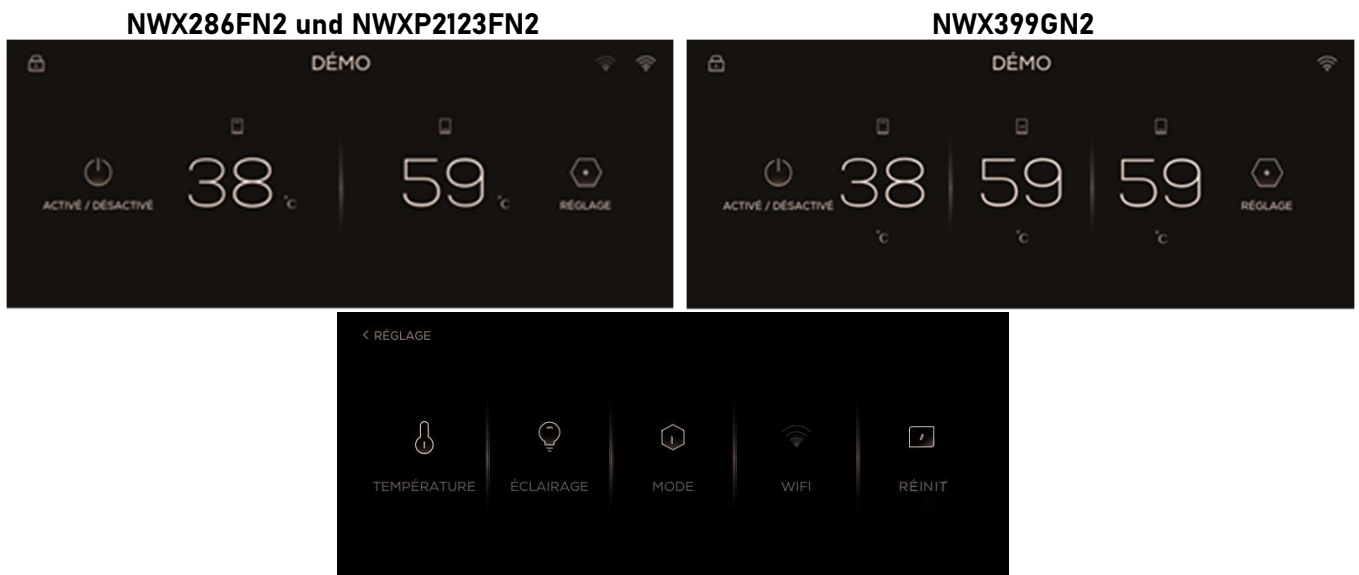 NWX286FN2 und NWXP2123FN2
DÉMO
38 °C
59 °C
ACTIVÉ / DÉSACTIVÉ
RÉGLAGE
NWX399GN2
DÉMO
38
59
59
ACTIVÉ / DÉSACTIVÉ
RÉGLAGE
°C
°C
°C
< RÉGLAGE
TEMPÉRATURE
ÉCLAIRAGE
MODE
WIFI
RÉINIT